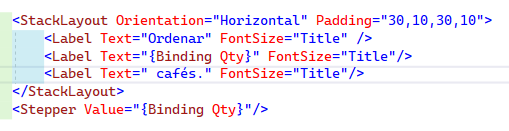 <StackLayout Orientation="Horizontal" Padding="30,10,30,10">
<Label Text="Ordenar" FontSize="Title" />
<Label Text="{Binding Qty}" FontSize="Title"/>
<Label Text=" cafés." FontSize="Title"/>
</StackLayout>
<Stepper Value="{Binding Qty}"/>